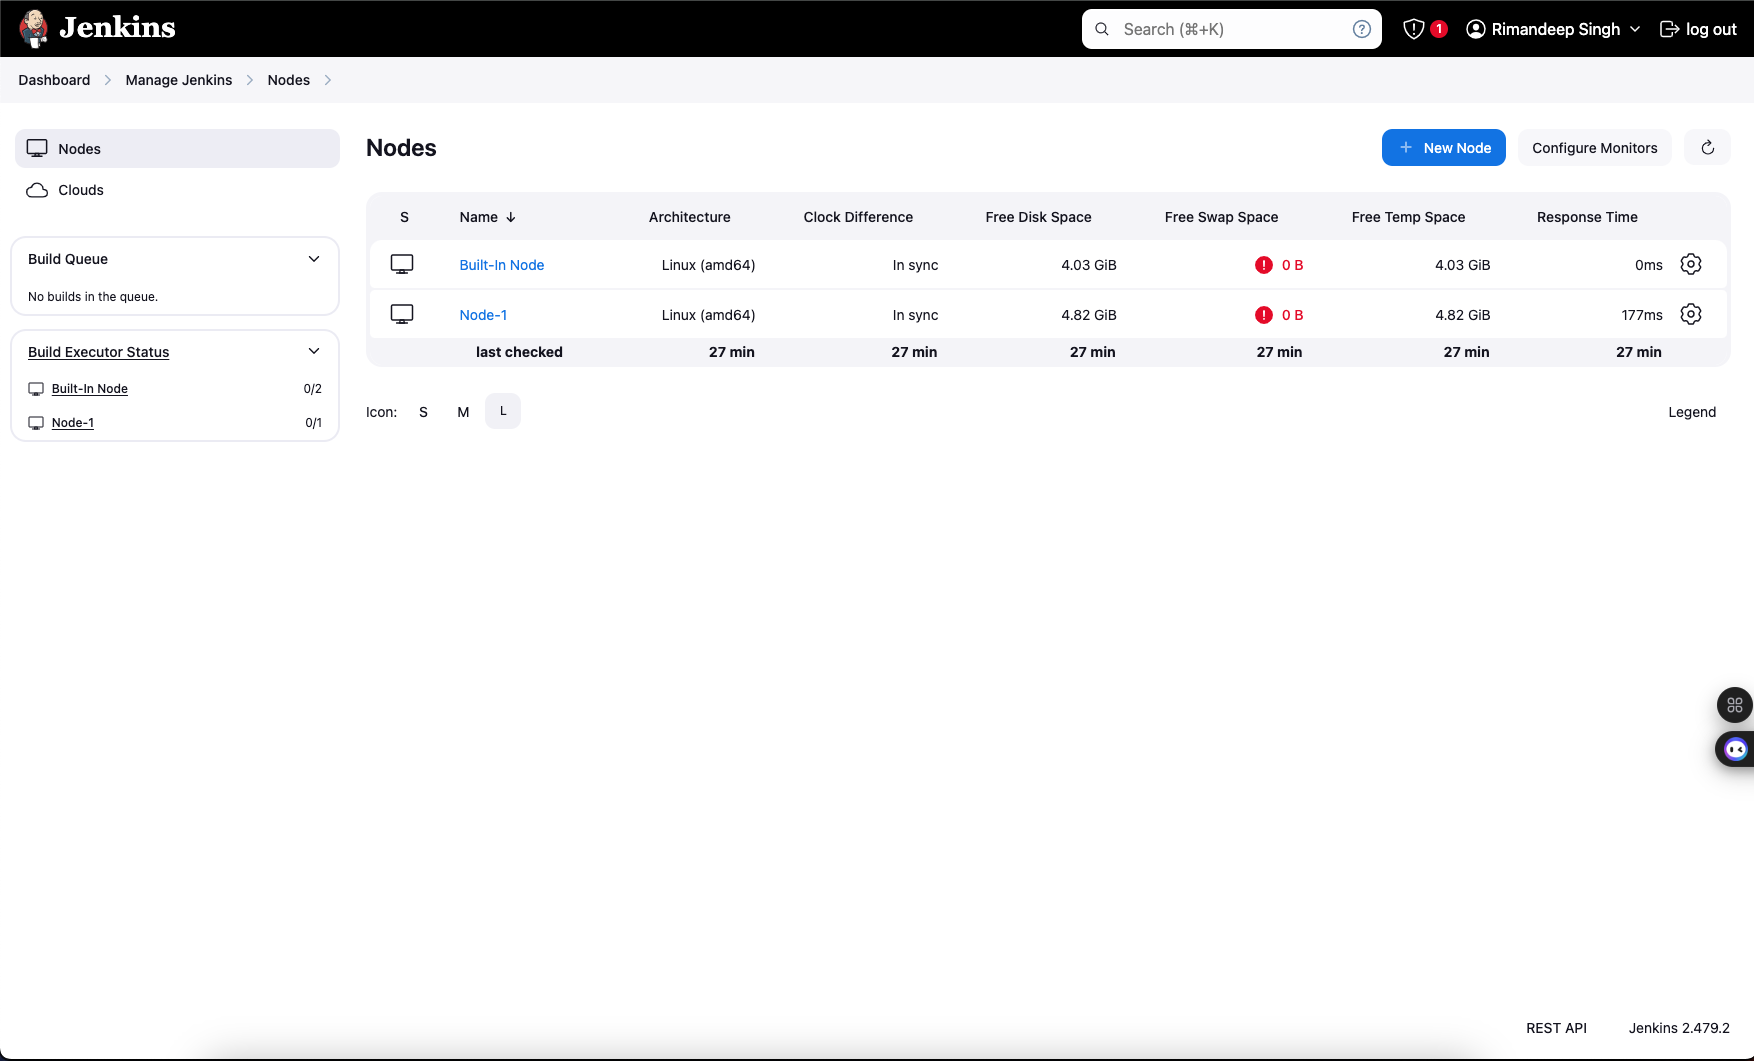 Jenkins
Search (⌘+K)
1
Rimandeep Singh
log out
Dashboard
Manage Jenkins
Nodes
Nodes
Clouds
Build Queue
No builds in the queue.
Build Executor Status
Built-In Node 0/2
Node-1 0/1
Nodes
+ New Node
Configure Monitors
S Name ↓ Architecture Clock Difference Free Disk Space Free Swap Space Free Temp Space Response Time
Built-In Node Linux (amd64) In sync 4.03 GiB 0 B 4.03 GiB 0ms
Node-1 Linux (amd64) In sync 4.82 GiB 0 B 4.82 GiB 177ms
last checked 27 min 27 min 27 min 27 min 27 min 27 min
Icon: S M L
Legend
REST API
Jenkins 2.479.2